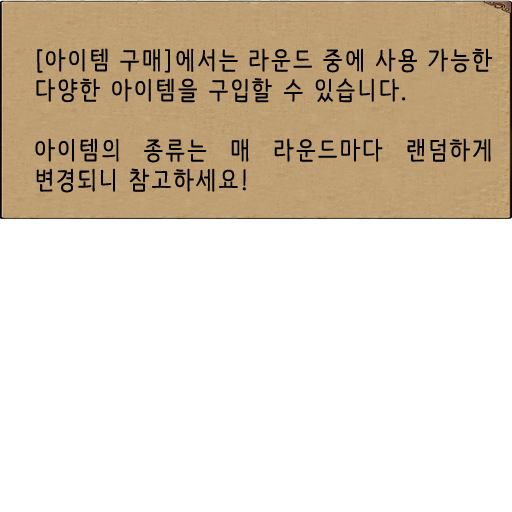 [아이템 구매]에서는 라운드 중에 사용 가능한
다양한 아이템을 구입할 수 있습니다.
아이템의 종류는 매 라운드마다 랜덤하게
변경되니 참고하세요!